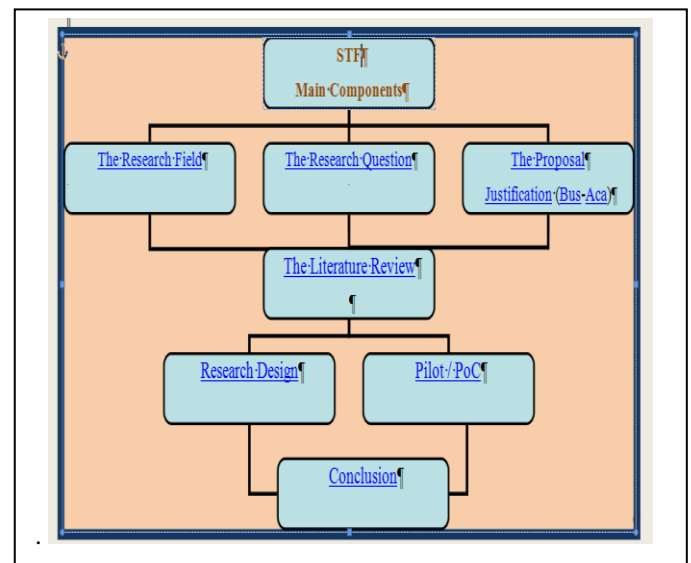 STF¶
Main·Components¶
The·Research·Field¶
The·Research·Question¶
The·Proposal¶
Justification·(Bus-Aca)¶
The·Literature·Review¶
¶
Research·Design¶
Pilot·/·PoC¶
Conclusion¶
.